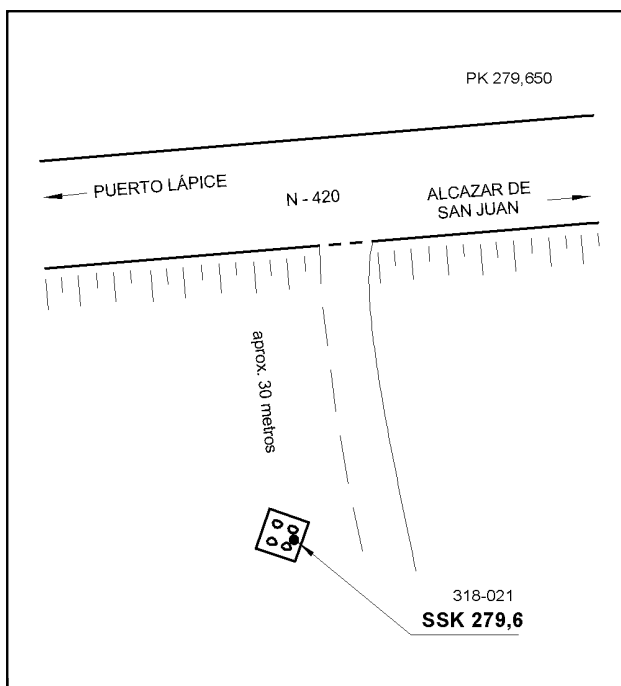 PK 279,650
PUERTO LÁPICE
N - 420
ALCAZAR DE
SAN JUAN
aprox. 30 metros
318-021
SSK 279,6